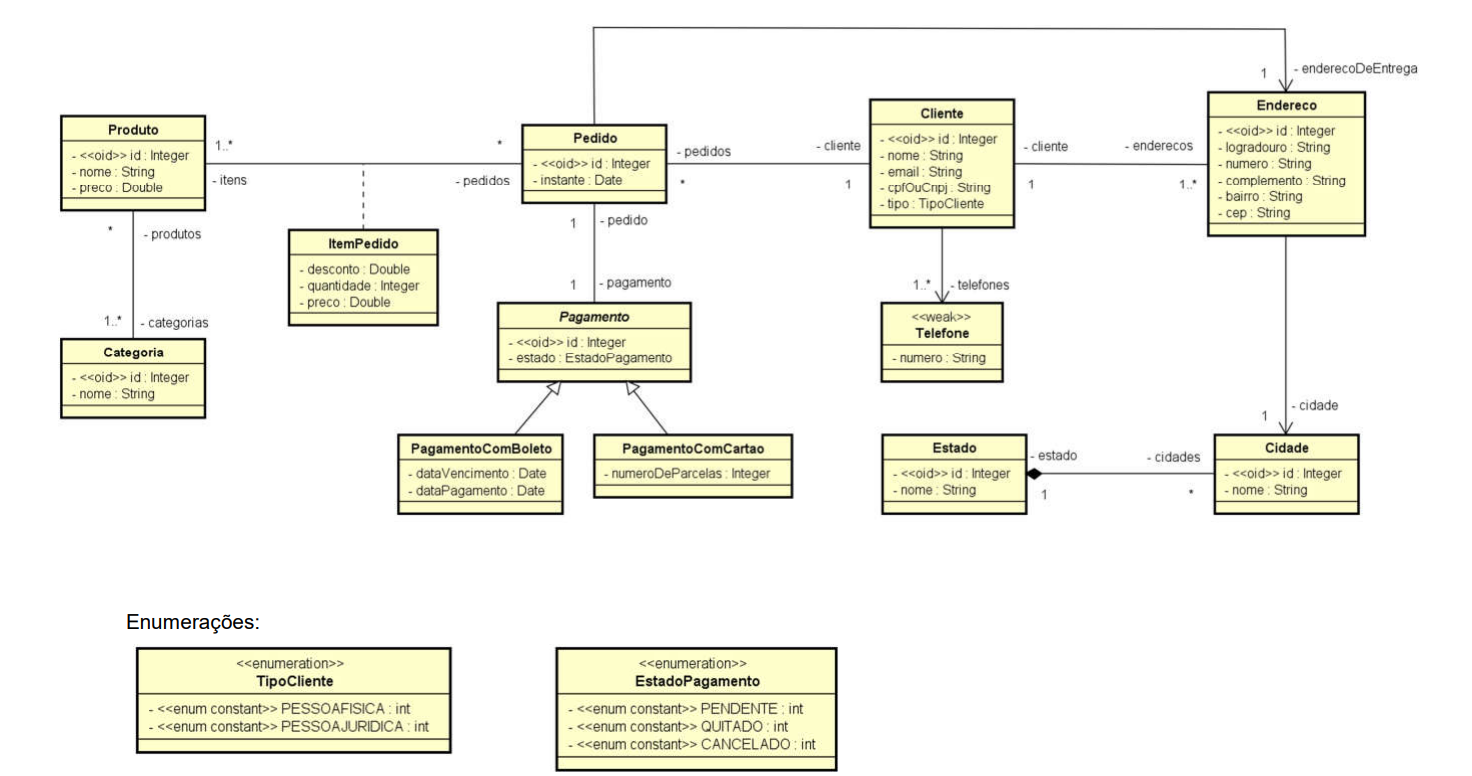 - enderecoDeEntrega
1
Produto
- <<oid>> id : Integer
- nome : String
- preco : Double
1..*
- itens
*
- pedidos
Pedido
- <<oid>> id : Integer
- instante : Date
- pedidos
*
- cliente
1
Cliente
- <<oid>> id : Integer
- nome : String
- email : String
- cpfOuCnpj : String
- tipo : TipoCliente
- cliente
1
- enderecos
1..*
Endereco
- <<oid>> id : Integer
- logradouro : String
- numero : String
- complemento : String
- bairro : String
- cep : String
*
- produtos
1..*
- categorias
Categoria
- <<oid>> id : Integer
- nome : String
ItemPedido
- desconto : Double
- quantidade : Integer
- preco : Double
1
- pedido
1
- pagamento
Pagamento
- <<oid>> id : Integer
- estado : EstadoPagamento
1..*
- telefones
<<weak>>
Telefone
- numero : String
PagamentoComBoleto
- dataVencimento : Date
- dataPagamento : Date
PagamentoComCartao
- numeroDeParcelas : Integer
1
- cidade
Estado
- <<oid>> id : Integer
- nome : String
- estado
1
- cidades
*
Cidade
- <<oid>> id : Integer
- nome : String
Enumerações:
<<enumeration>>
TipoCliente
- <<enum constant>> PESSOAFISICA : int
- <<enum constant>> PESSOAJURIDICA : int
<<enumeration>>
EstadoPagamento
- <<enum constant>> PENDENTE : int
- <<enum constant>> QUITADO : int
- <<enum constant>> CANCELADO : int